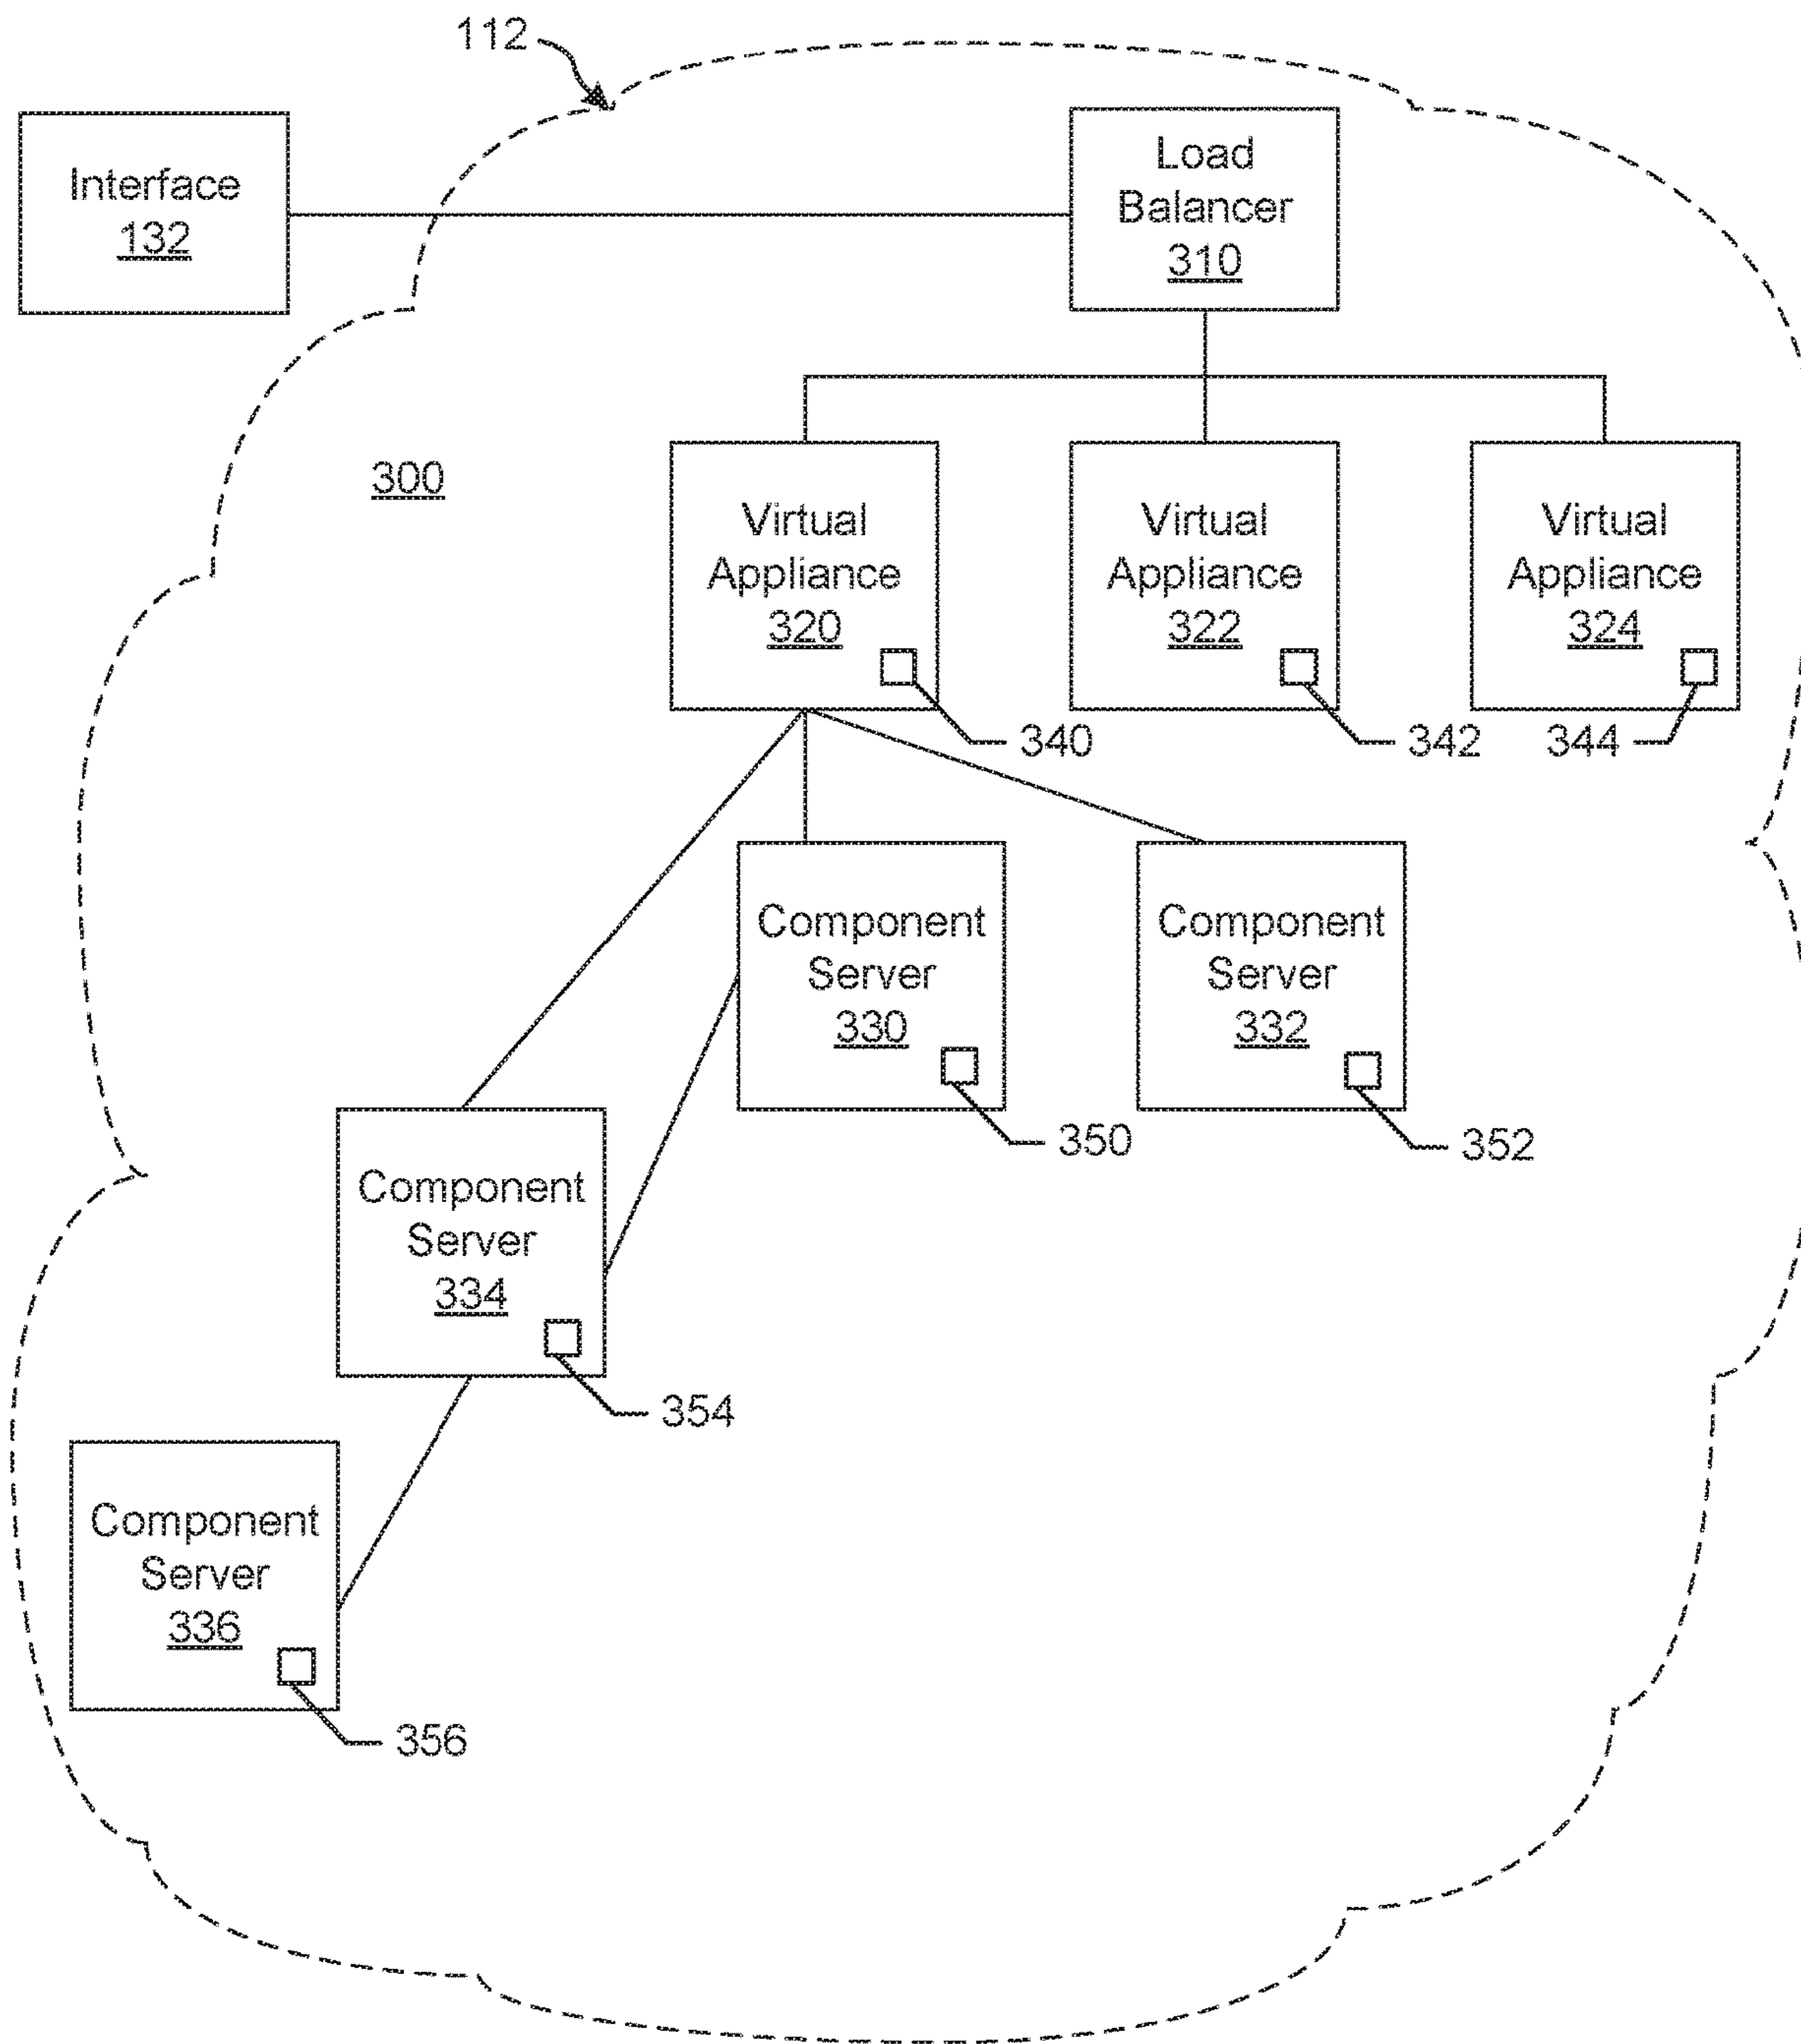 112
Interface
132
Load
Balancer
310
300
Virtual
Appliance
320
Virtual
Appliance
322
Virtual
Appliance
324
340
342
344
Component
Server
330
Component
Server
332
350
352
Component
Server
334
354
Component
Server
336
356